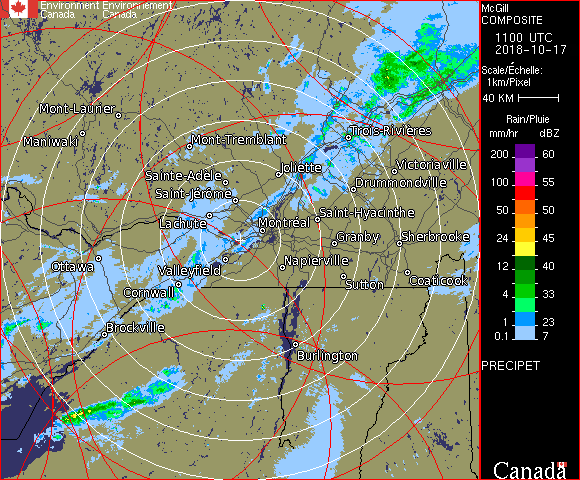 Environment Environnement
Canada Canada
McGill
COMPOSITE
1100 UTC
2018-10-17
Scale/Échelle:
1km/Pixel
40 KM
Rain/Pluie
mm/hr dBZ
200 60
100 55
50 50
24 45
12 40
4 33
1 23
0.1 7
PRECIPET
Canada
Mont-Laurier
Maniwaki
Mont-Tremblant
Trois-Rivières
Joliette
Victoriaville
Sainte-Adèle
Drummondville
Saint-Jérôme
Saint-Hyacinthe
Lachute
Montréal
Granby
Sherbrooke
Ottawa
Valleyfield
Napierville
Sutton
Coaticook
Cornwall
Brockville
Burlington